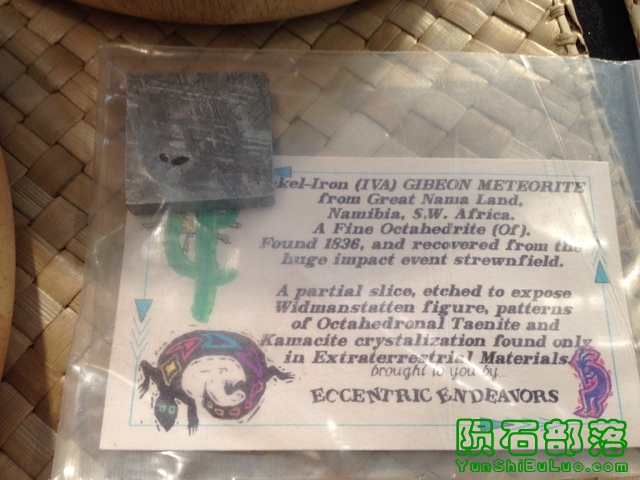 kel-Iron (IVA) GIBEON METEORITE
from Great Nama Land,
Namibia, S.W. Africa.
A Fine Octahedrite (Of).
Found 1836, and recovered from the
huge impact event strewnfield.
A partial slice, etched to expose
Widmanstatten figure, patterns
of Octahedronal Taenite and
Kamacite crystalization found only
in Extraterrestrial Materials
brought to you by...
ECCENTRIC ENDEAVORS
陨石部落
YunShiBuLuo.com